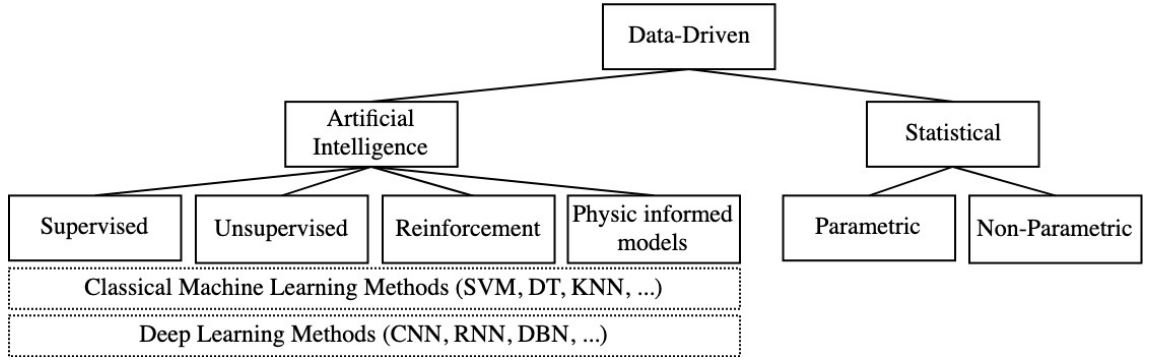 Data-Driven
Artificial
Intelligence
Statistical
Supervised
Unsupervised
Reinforcement
Physic informed
models
Parametric
Non-Parametric
Classical Machine Learning Methods (SVM, DT, KNN, ...)
Deep Learning Methods (CNN, RNN, DBN, ...)